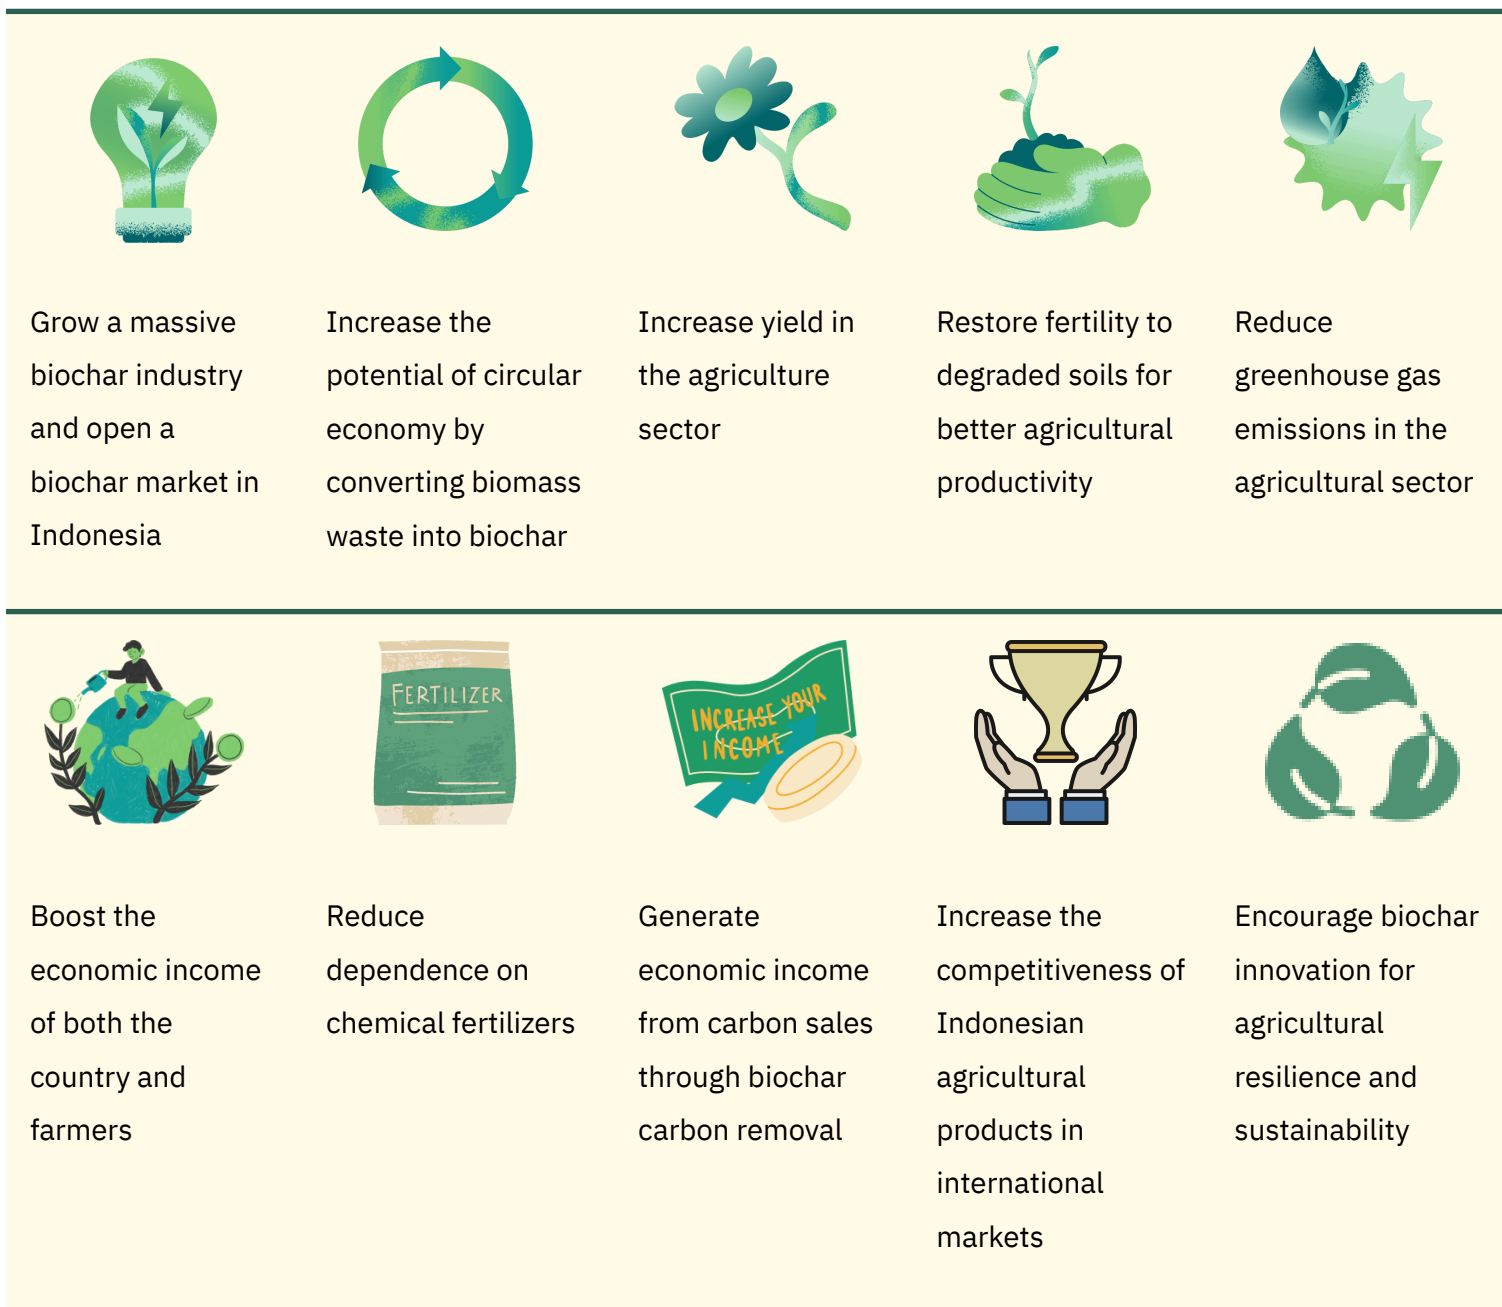 Grow a massive
biochar industry
and open a
biochar market in
Indonesia
Increase the
potential of circular
economy by
converting biomass
waste into biochar
Increase yield in
the agriculture
sector
Restore fertility to
degraded soils for
better agricultural
productivity
Reduce
greenhouse gas
emissions in the
agricultural sector
Boost the
economic income
of both the
country and
farmers
FERTILIZER
Reduce
dependence on
chemical fertilizers
INCREASE YOUR
INCOME
Generate
economic income
from carbon sales
through biochar
carbon removal
Increase the
competitiveness of
Indonesian
agricultural
products in
international
markets
Encourage biochar
innovation for
agricultural
resilience and
sustainability